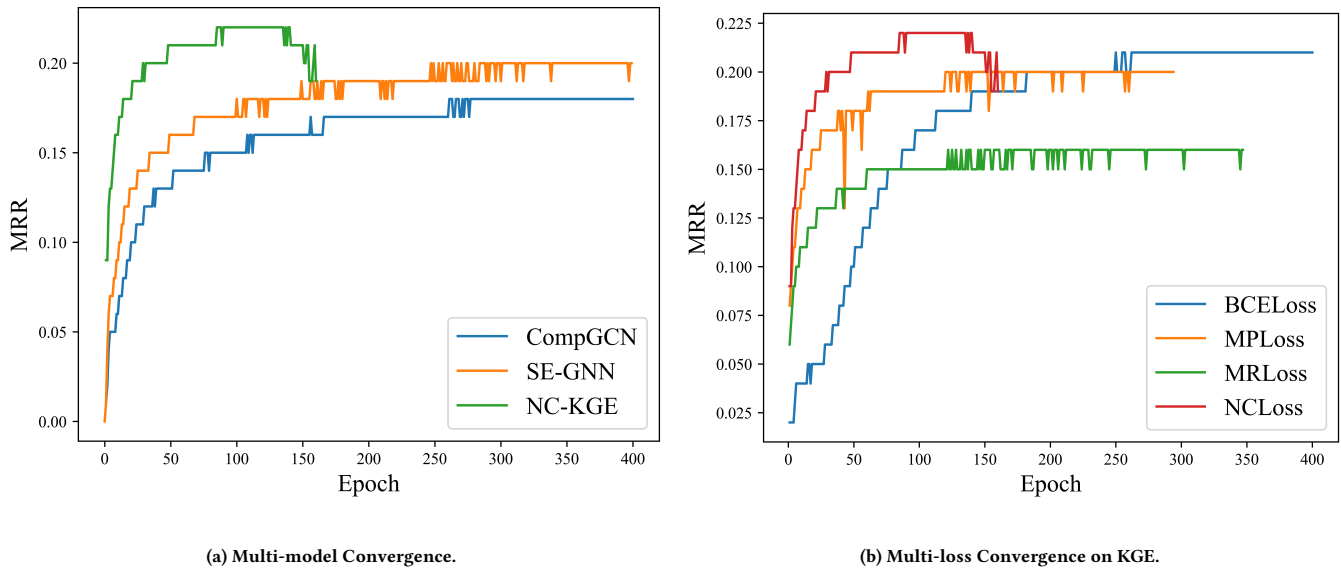 0.20
0.15
0.10
0.05
0.00
MRR
0 50 100 150 200 250 300 350 400
Epoch
CompGCN
SE-GNN
NC-KGE
(a) Multi-model Convergence.
0.225
0.200
0.175
0.150
0.125
0.100
0.075
0.050
0.025
MRR
0 50 100 150 200 250 300 350 400
Epoch
BCELoss
MPLoss
MRLoss
NCLoss
(b) Multi-loss Convergence on KGE.